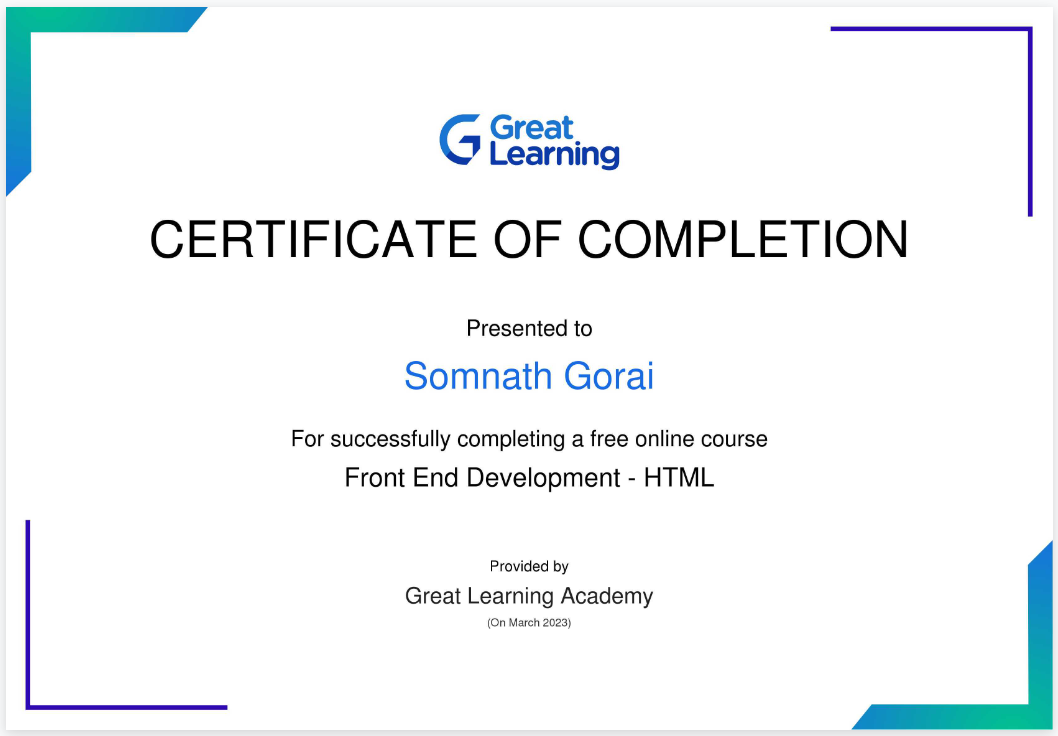 Great
Learning
CERTIFICATE OF COMPLETION
Presented to
Somnath Gorai
For successfully completing a free online course
Front End Development - HTML
Provided by
Great Learning Academy
(On March 2023)